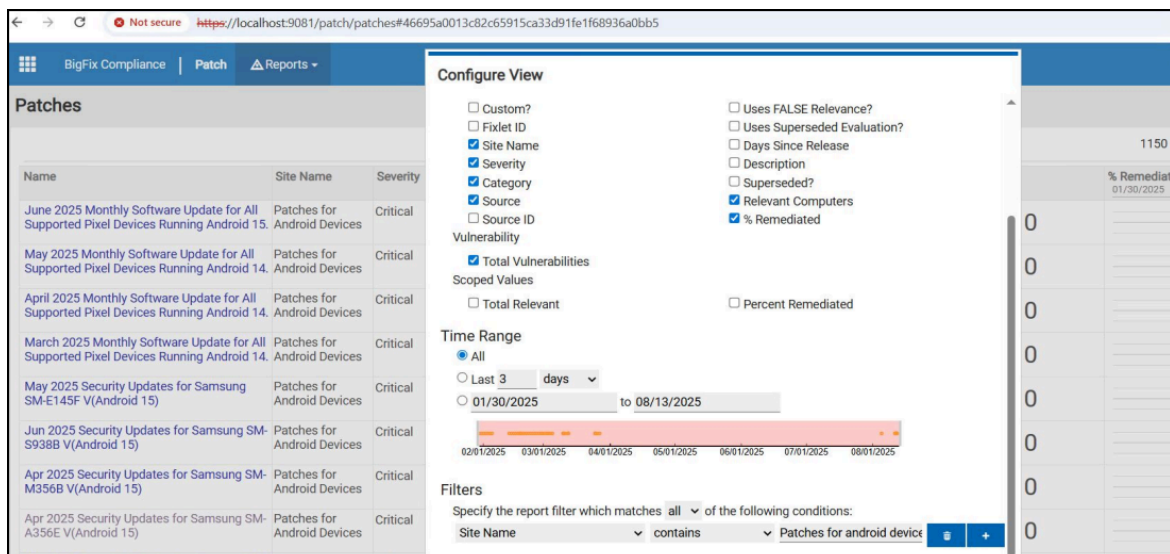 Not secure https://localhost:9081/patch/patches#46695a0013c82c65915ca33d91fe1f68936a0bb5
BigFix Compliance | Patch Reports
Patches
1150
Name Site Name Severity % Remediat
01/30/2025
June 2025 Monthly Software Update for All Supported Pixel Devices Running Android 15. Patches for Android Devices Critical 0
May 2025 Monthly Software Update for All Supported Pixel Devices Running Android 14. Patches for Android Devices Critical 0
April 2025 Monthly Software Update for All Supported Pixel Devices Running Android 14. Patches for Android Devices Critical 0
March 2025 Monthly Software Update for All Supported Pixel Devices Running Android 14. Patches for Android Devices Critical 0
May 2025 Security Updates for Samsung SM-E145F V(Android 15) Patches for Android Devices Critical 0
Jun 2025 Security Updates for Samsung SM-S938B V(Android 15) Patches for Android Devices Critical 0
Apr 2025 Security Updates for Samsung SM-M356B V(Android 15) Patches for Android Devices Critical 0
Apr 2025 Security Updates for Samsung SM-A356E V(Android 15) Patches for Android Devices Critical 0
Configure View
Custom? Uses FALSE Relevance?
Fixlet ID Uses Superseded Evaluation?
Site Name Days Since Release
Severity Description
Category Superseded?
Source Relevant Computers
Source ID % Remediated
Vulnerability
Total Vulnerabilities
Scoped Values
Total Relevant Percent Remediated
Time Range
All
Last 3 days
01/30/2025 to 08/13/2025
02/01/2025 03/01/2025 04/01/2025 05/01/2025 06/01/2025 07/01/2025 08/01/2025
Filters
Specify the report filter which matches all of the following conditions:
Site Name contains Patches for android device